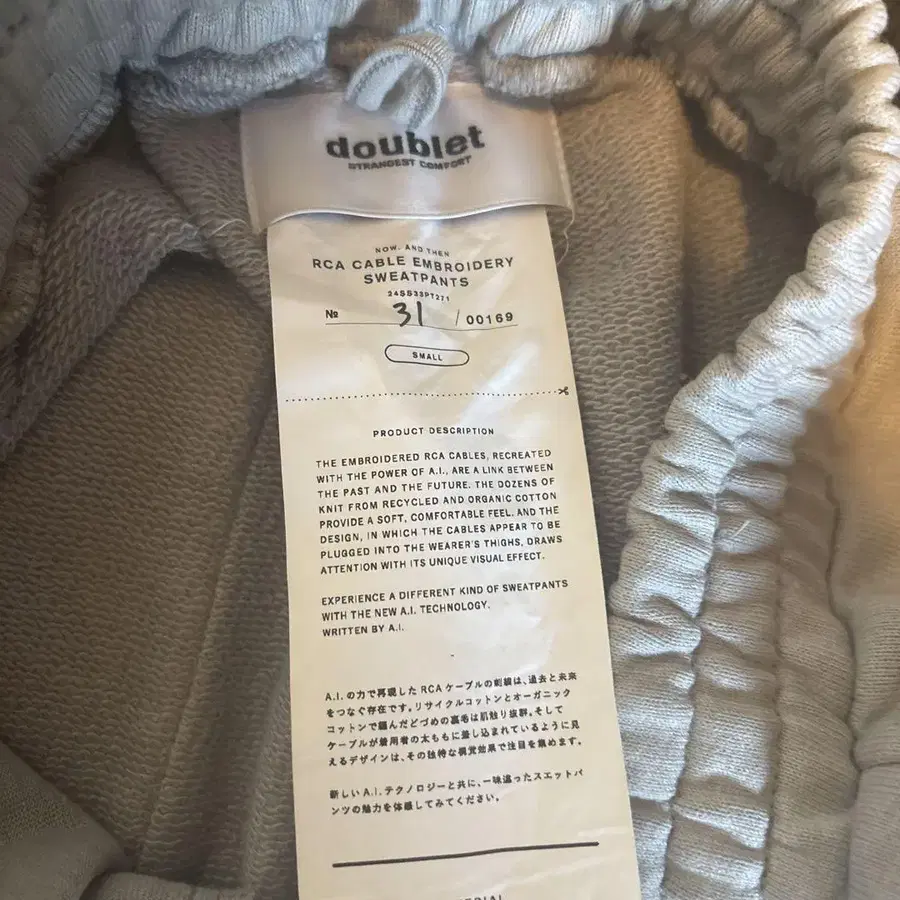 doublet
STRANGEST COMFORT
NOW, AND THEN
RCA CABLE EMBROIDERY
SWEATPANTS
24SS33PT271
№ 31 / 00169
SMALL
PRODUCT DESCRIPTION
THE EMBROIDERED RCA CABLES, RECREATED
WITH THE POWER OF A.I., ARE A LINK BETWEEN
THE PAST AND THE FUTURE. THE DOZENS OF
KNIT FROM RECYCLED AND ORGANIC COTTON
PROVIDE A SOFT, COMFORTABLE FEEL. AND THE
DESIGN, IN WHICH THE CABLES APPEAR TO BE
PLUGGED INTO THE WEARER'S THIGHS, DRAWS
ATTENTION WITH ITS UNIQUE VISUAL EFFECT.
EXPERIENCE A DIFFERENT KIND OF SWEATPANTS
WITH THE NEW A.I. TECHNOLOGY.
WRITTEN BY A.I.
A.I.の力で再現したRCAケーブルの刺繍は、過去と未来
をつなぐ存在です。リサイクルコットンとオーガニック
コットンで編んだどづめの裏毛は肌触り抜群。そして
ケーブルが着用者の太ももに差し込まれているように見
えるデザインは、その独特な視覚効果で注目を集めます。
新しいA.I.テクノロジーと共に、一味違ったスエットパ
ンツの魅力を体感してみてください。